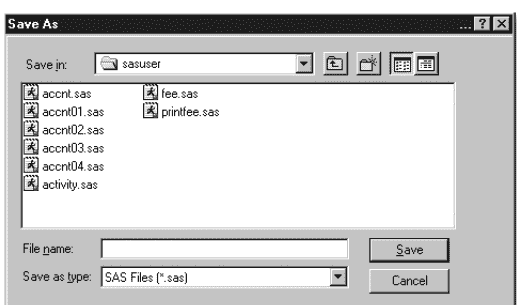 Save As
... ? ×
Save in: sasuser
accnt.sas
accnt01.sas
accnt02.sas
accnt03.sas
accnt04.sas
activity.sas
fee.sas
printfee.sas
File name:
Save
Save as type: SAS Files (*.sas)
Cancel